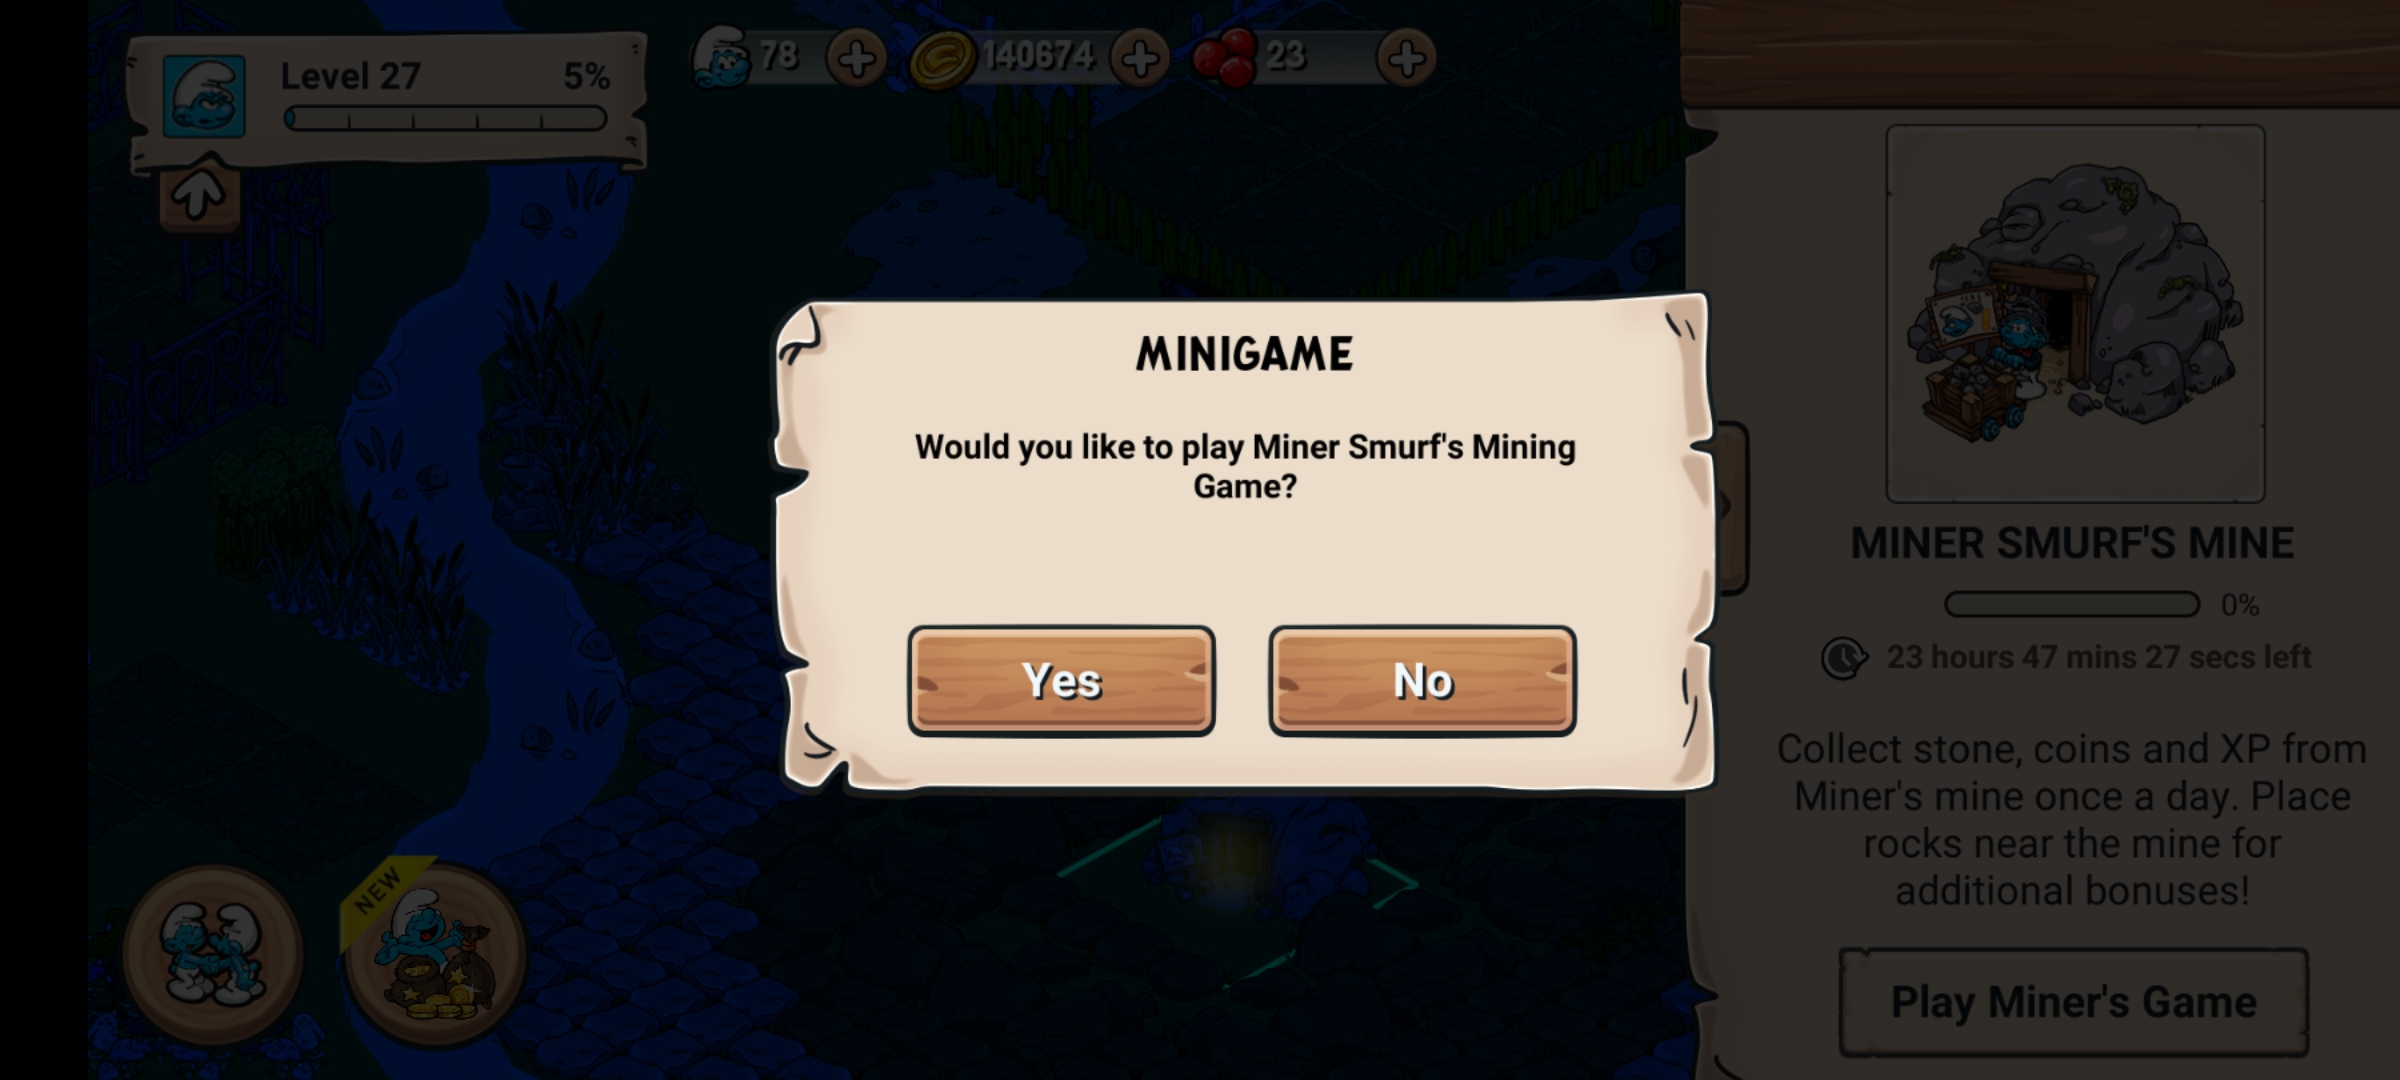 Level 27 5%
78
140674
23
MINIGAME
Would you like to play Miner Smurf's Mining
Game?
Yes
No
MINER SMURF'S MINE
0%
23 hours 47 mins 27 secs left
Collect stone, coins and XP from
Miner's mine once a day. Place
rocks near the mine for
additional bonuses!
Play Miner's Game
NEW